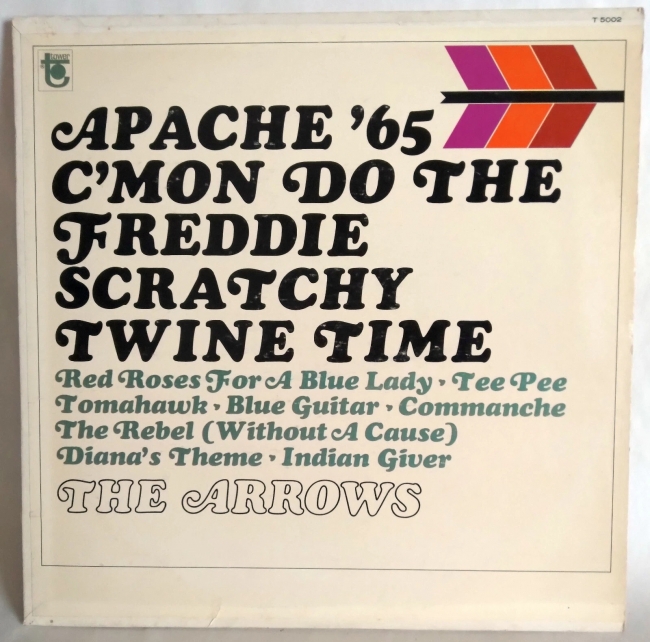 T 5002
tower
APACHE '65
C'MON DO THE
FREDDIE
SCRATCHY
TWINE TIME
Red Roses For A Blue Lady • Tee Pee
Tomahawk • Blue Guitar • Commanche
The Rebel (Without A Cause)
Diana's Theme • Indian Giver
THE ARROWS